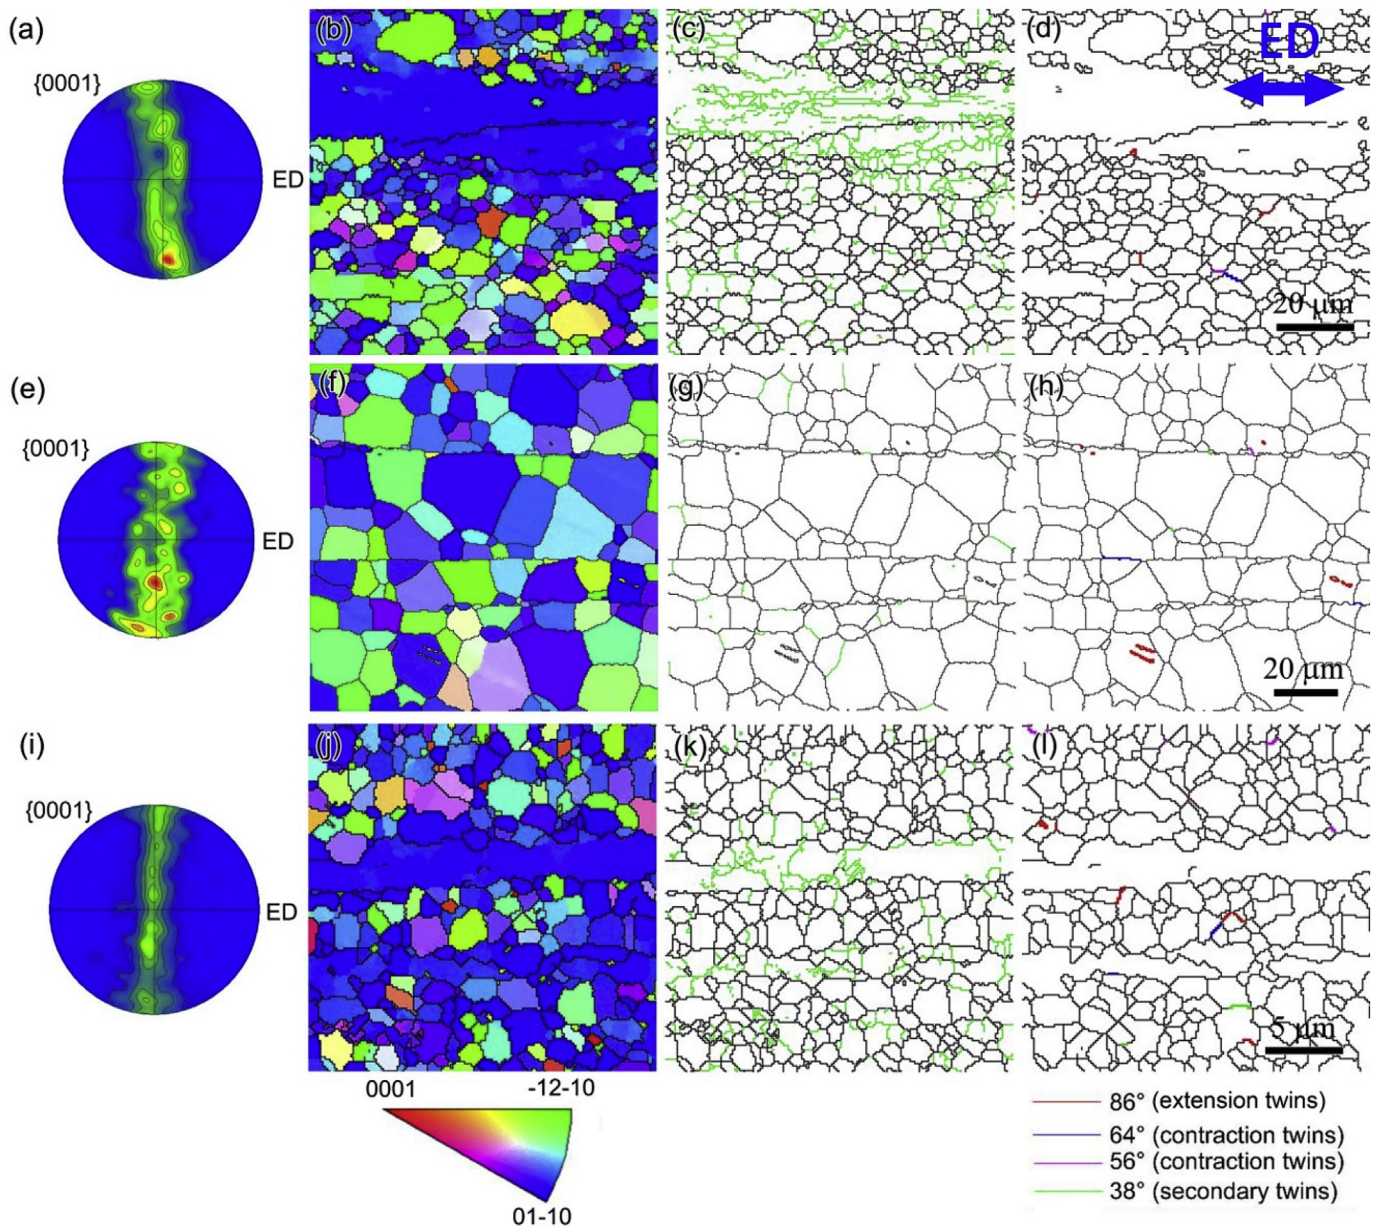 (a)
{0001}
ED
(b)
(c)
(d)
ED
20 μm
(e)
{0001}
ED
(f)
(g)
(h)
20 μm
(i)
{0001}
ED
(j)
(k)
(l)
5 μm
0001
-12-10
01-10
86° (extension twins)
64° (contraction twins)
56° (contraction twins)
38° (secondary twins)